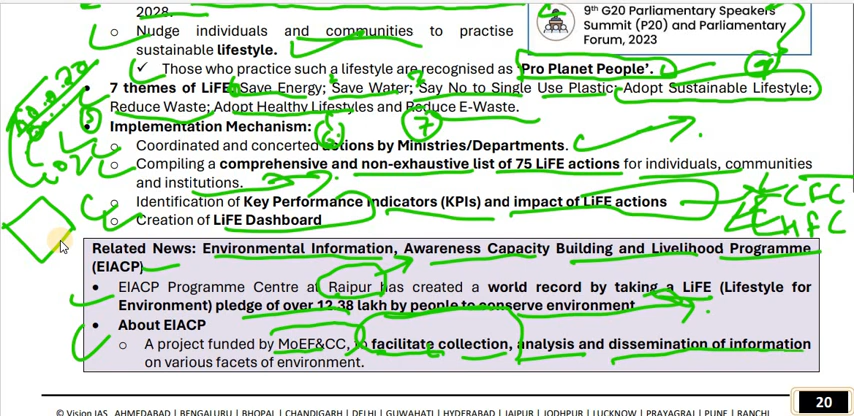 2028.
9th G20 Parliamentary Speakers
Summit (P20) and Parliamentary
Forum, 2023
o Nudge individuals and communities to practise
sustainable lifestyle.
✓ Those who practice such a lifestyle are recognised as 'Pro Planet People'.
• 7 themes of LiFE: Save Energy; Save Water; Say No to Single Use Plastic; Adopt Sustainable Lifestyle;
Reduce Waste; Adopt Healthy Lifestyles and Reduce E-Waste.
7
• Implementation Mechanism:
o Coordinated and concerted actions by Ministries/Departments.
o Compiling a comprehensive and non-exhaustive list of 75 LiFE actions for individuals, communities
and institutions.
o Identification of Key Performance Indicators (KPIs) and impact of LiFE actions
CFC
HFC
o Creation of LiFE Dashboard
Related News: Environmental Information, Awareness Capacity Building and Livelihood Programme
(EIACP)
• EIACP Programme Centre at Raipur has created a world record by taking a LiFE (Lifestyle for
Environment) pledge of over 12.38 lakh by people to conserve environment
• About EIACP
o A project funded by MoEF&CC, to facilitate collection, analysis and dissemination of information
on various facets of environment.
20
© Vision IAS AHMEDABAD | BENGALURU | BHOPAL | CHANDIGARH | DELHI | GUWAHATI | HYDERABAD | JAIPUR | JODHPUR | LUCKNOW | PRAYAGRAJ | PUNE | RANCHI